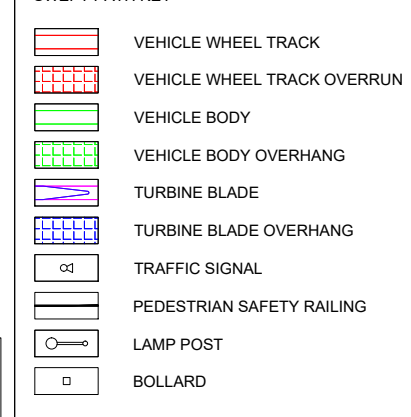 VEHICLE WHEEL TRACK
VEHICLE WHEEL TRACK OVERRUN
VEHICLE BODY
VEHICLE BODY OVERHANG
TURBINE BLADE
TURBINE BLADE OVERHANG
TRAFFIC SIGNAL
PEDESTRIAN SAFETY RAILING
LAMP POST
BOLLARD